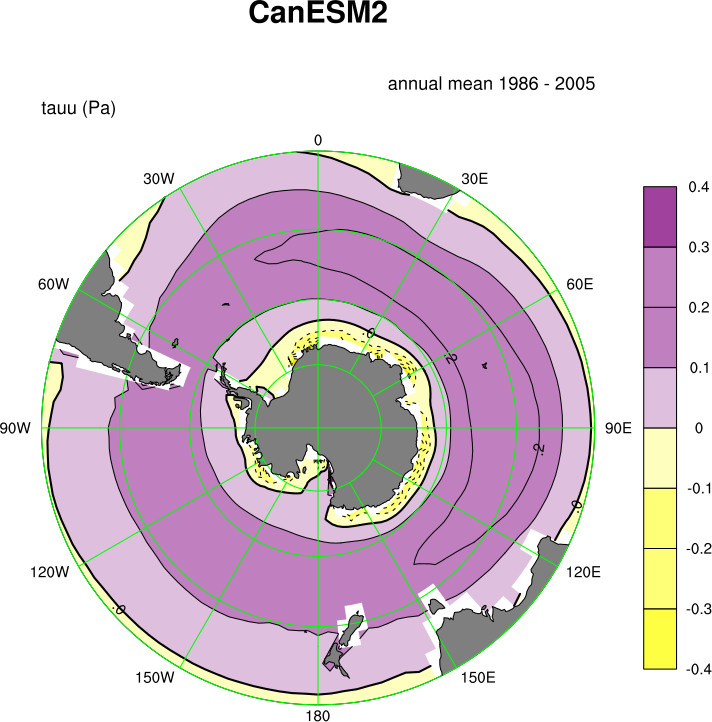 CanESM2
annual mean 1986 - 2005
tauu (Pa)
0
30W
30E
60W
60E
90W
90E
120W
120E
150W
150E
180
.0
.2
.2
.0
.0
0.4
0.3
0.2
0.1
0
-0.1
-0.2
-0.3
-0.4